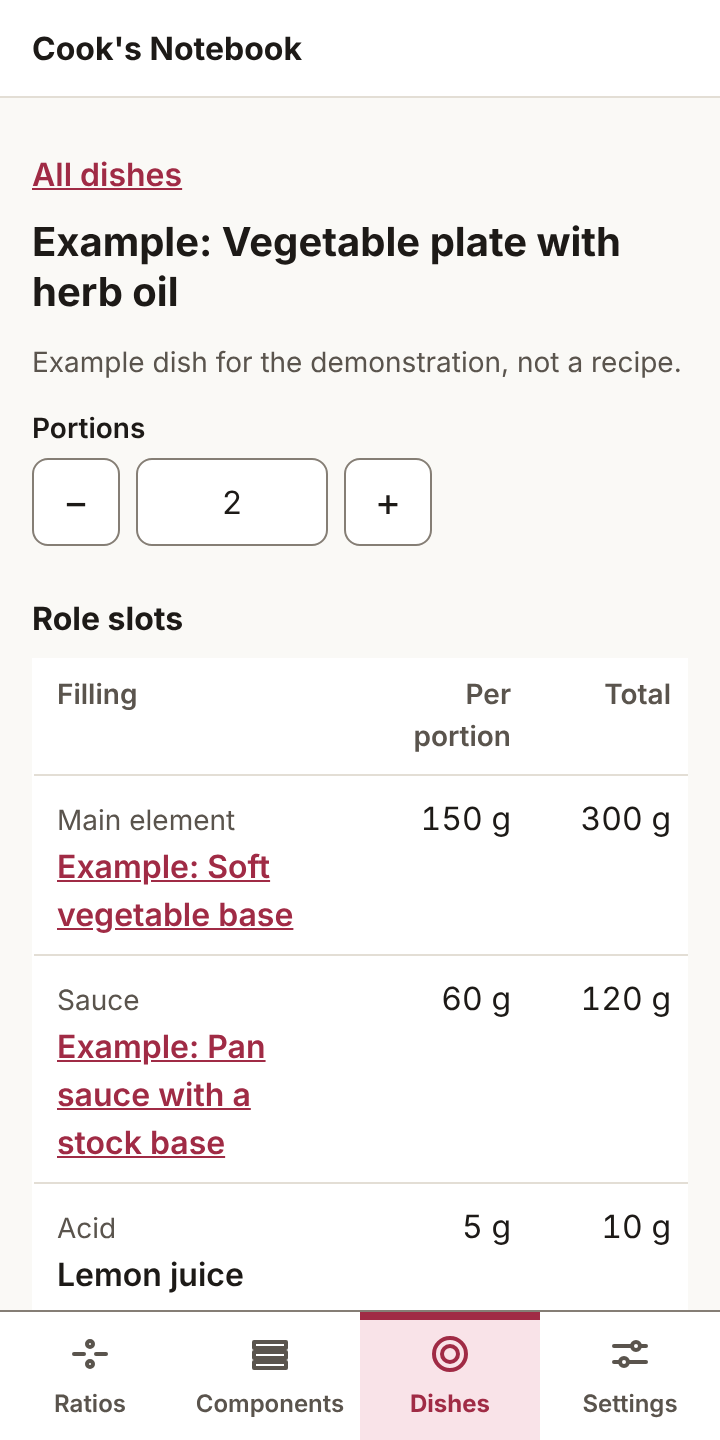 Cook's Notebook
All dishes
Example: Vegetable plate with
herb oil
Example dish for the demonstration, not a recipe.
Portions
− 2 +
Role slots
Filling Per portion Total
Main element 150 g 300 g
Example: Soft
vegetable base
Sauce 60 g 120 g
Example: Pan
sauce with a
stock base
Acid 5 g 10 g
Lemon juice
Ratios Components Dishes Settings